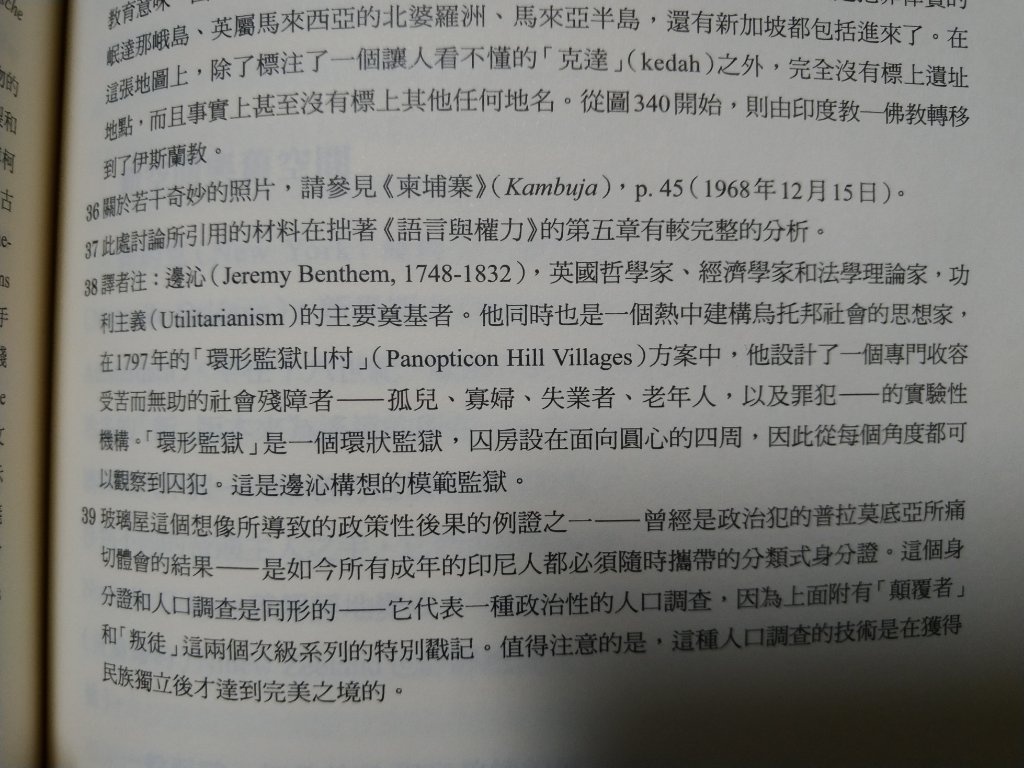 教育意味
岷達那峨島、英屬馬來西亞的北婆羅洲、馬來亞半島，還有新加坡都包括進來了。在
這張地圖上，除了標注了一個讓人看不懂的「克達」（kedah）之外，完全沒有標上遺址
地點，而且事實上甚至沒有標上其他任何地名。從圖340開始，則由印度教—佛教轉移
到了伊斯蘭教。
36 關於若干奇妙的照片，請參見《柬埔寨》（Kambuja），p. 45（1968年12月15日）。
37 此處討論所引用的材料在拙著《語言與權力》的第五章有較完整的分析。
38 譯者注：邊沁（Jeremy Benthem, 1748-1832），英國哲學家、經濟學家和法學理論家，功
利主義（Utilitarianism）的主要奠基者。他同時也是一個熱中建構烏托邦社會的思想家，
在1797年的「環形監獄山村」（Panopticon Hill Villages）方案中，他設計了一個專門收容
受苦而無助的社會殘障者——孤兒、寡婦、失業者、老年人，以及罪犯——的實驗性
機構。「環形監獄」是一個環狀監獄，囚房設在面向圓心的四周，因此從每個角度都可
以觀察到囚犯。這是邊沁構想的模範監獄。
39 玻璃屋這個想像所導致的政策性後果的例證之一——曾經是政治犯的普拉莫底亞所痛
切體會的結果——是如今所有成年的印尼人都必須隨時攜帶的分類式身分證。這個身
分證和人口調查是同形的——它代表一種政治性的人口調查，因為上面附有「顛覆者」
和「叛徒」這兩個次級系列的特別戳記。值得注意的是，這種人口調查的技術是在獲得
民族獨立後才達到完美之境的。